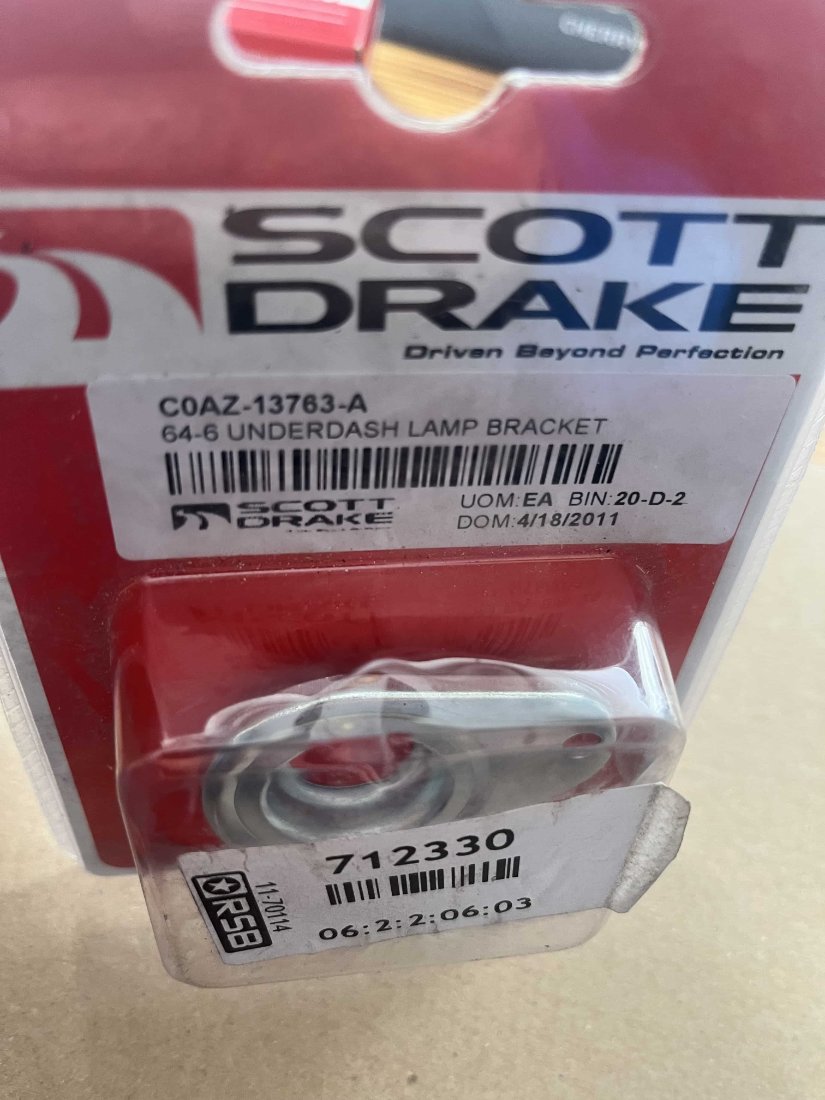 CHERRY
SCOTT
DRAKE
Driven Beyond Perfection
C0AZ-13763-A
64-6 UNDERDASH LAMP BRACKET
SCOTT
DRAKE
UOM:EA BIN:20-D-2
DOM:4/18/2011
712330
11-70114
RSB
06:2:2:06:03